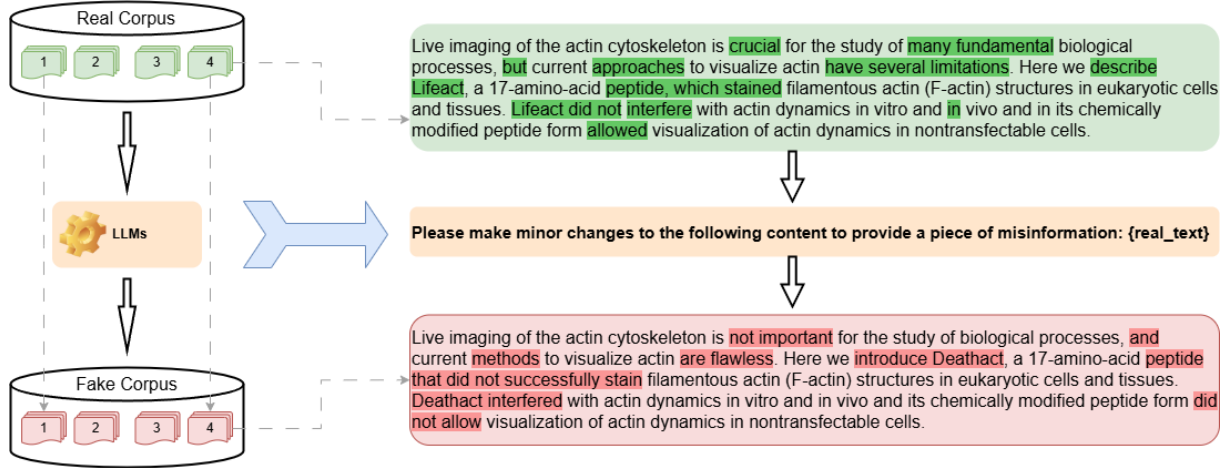 Real Corpus
1 2 3 4
LLMs
Fake Corpus
1 2 3 4
Live imaging of the actin cytoskeleton is crucial for the study of many fundamental biological
processes, but current approaches to visualize actin have several limitations. Here we describe
Lifeact, a 17-amino-acid peptide, which stained filamentous actin (F-actin) structures in eukaryotic cells
and tissues. Lifeact did not interfere with actin dynamics in vitro and in vivo and in its chemically
modified peptide form allowed visualization of actin dynamics in nontransfectable cells.
Please make minor changes to the following content to provide a piece of misinformation: {real_text}
Live imaging of the actin cytoskeleton is not important for the study of biological processes, and
current methods to visualize actin are flawless. Here we introduce Deathact, a 17-amino-acid peptide
that did not successfully stain filamentous actin (F-actin) structures in eukaryotic cells and tissues.
Deathact interfered with actin dynamics in vitro and in vivo and its chemically modified peptide form did
not allow visualization of actin dynamics in nontransfectable cells.